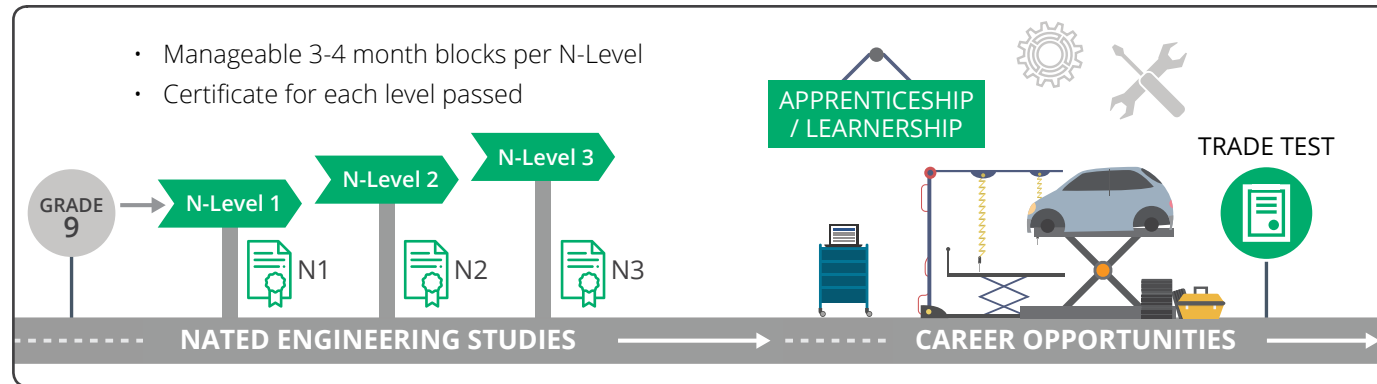 • Manageable 3-4 month blocks per N-Level
• Certificate for each level passed
GRADE
9
N-Level 1
N-Level 2
N-Level 3
N1
N2
N3
APPRENTICESHIP
/ LEARNERSHIP
TRADE TEST
NATED ENGINEERING STUDIES
CAREER OPPORTUNITIES